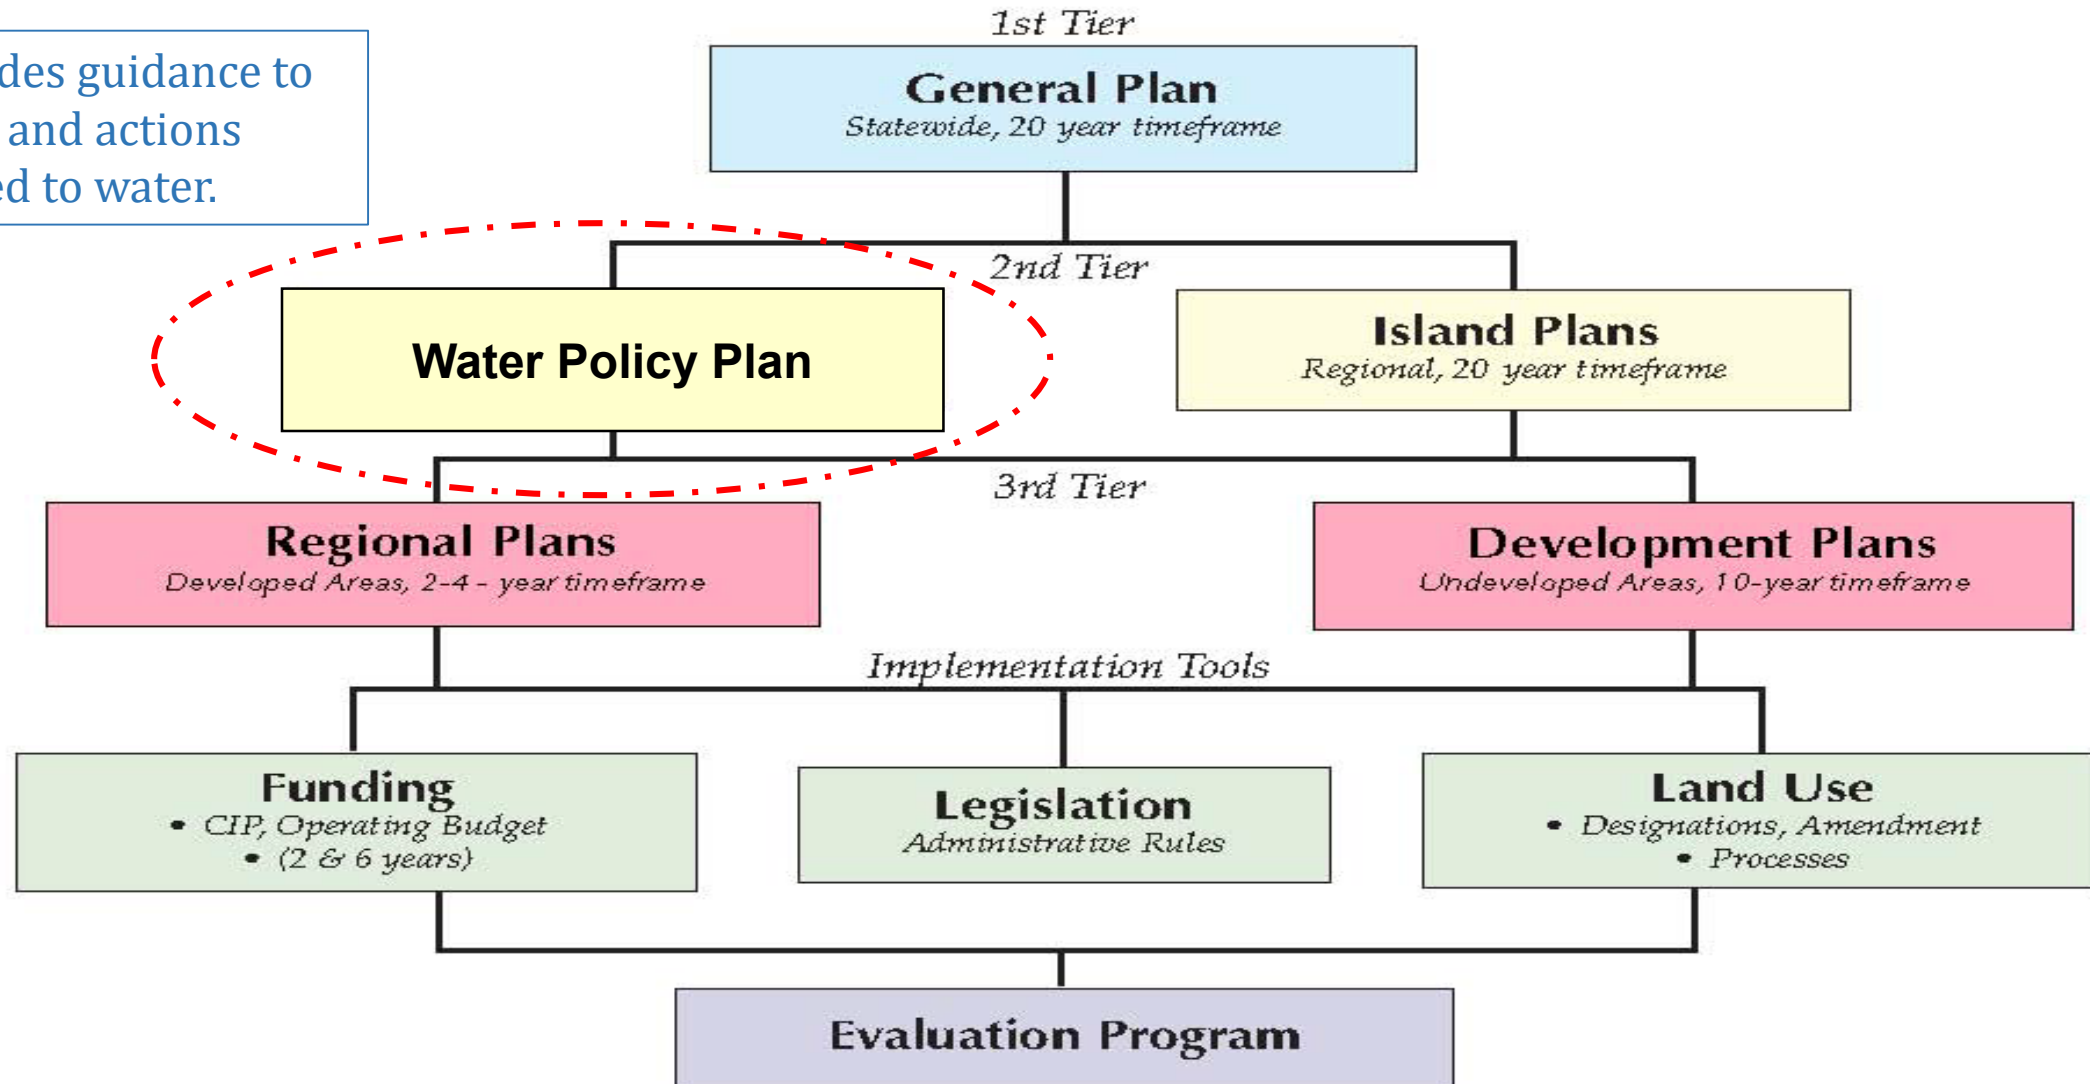 1st Tier
des guidance to
and actions
ed to water.
General Plan
Statewide, 20 year timeframe
2nd Tier
Water Policy Plan
Island Plans
Regional, 20 year timeframe
3rd Tier
Regional Plans
Developed Areas, 2-4 - year timeframe
Development Plans
Undeveloped Areas, 10-year timeframe
Implementation Tools
Funding
• CIP, Operating Budget
• (2 & 6 years)
Legislation
Administrative Rules
Land Use
• Designations, Amendment
• Processes
Evaluation Program